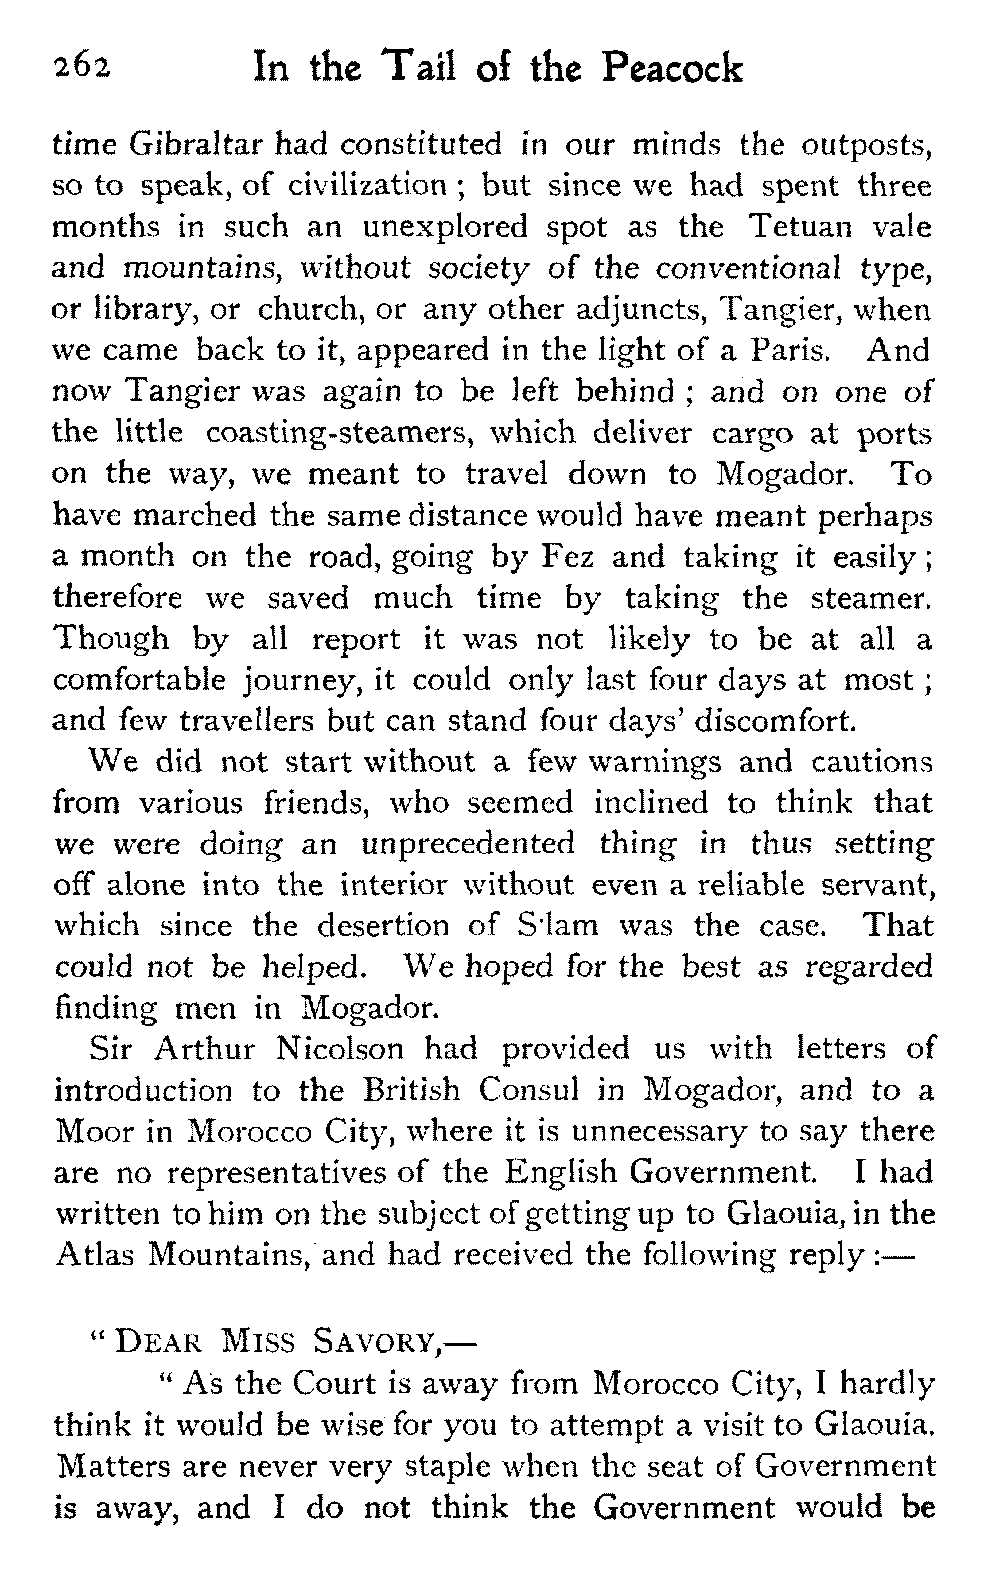 262 In the Tail of the Peacock
time Gibraltar had constituted in our minds the outposts,
so to speak, of civilization ; but since we had spent three
months in such an unexplored spot as the Tetuan vale
and mountains, without society of the conventional type,
or library, or church, or any other adjuncts, Tangier, when
we came back to it, appeared in the light of a Paris. And
now Tangier was again to be left behind ; and on one of
the little coasting-steamers, which deliver cargo at ports
on the way, we meant to travel down to Mogador. To
have marched the same distance would have meant perhaps
a month on the road, going by Fez and taking it easily ;
therefore we saved much time by taking the steamer.
Though by all report it was not likely to be at all a
comfortable journey, it could only last four days at most ;
and few travellers but can stand four days' discomfort.
We did not start without a few warnings and cautions
from various friends, who seemed inclined to think that
we were doing an unprecedented thing in thus setting
off alone into the interior without even a reliable servant,
which since the desertion of S'lam was the case. That
could not be helped. We hoped for the best as regarded
finding men in Mogador.
Sir Arthur Nicolson had provided us with letters of
introduction to the British Consul in Mogador, and to a
Moor in Morocco City, where it is unnecessary to say there
are no representatives of the English Government. I had
written to him on the subject of getting up to Glaouia, in the
Atlas Mountains, and had received the following reply :—
" DEAR MISS SAVORY,—
" As the Court is away from Morocco City, I hardly
think it would be wise for you to attempt a visit to Glaouia.
Matters are never very staple when the seat of Government
is away, and I do not think the Government would be